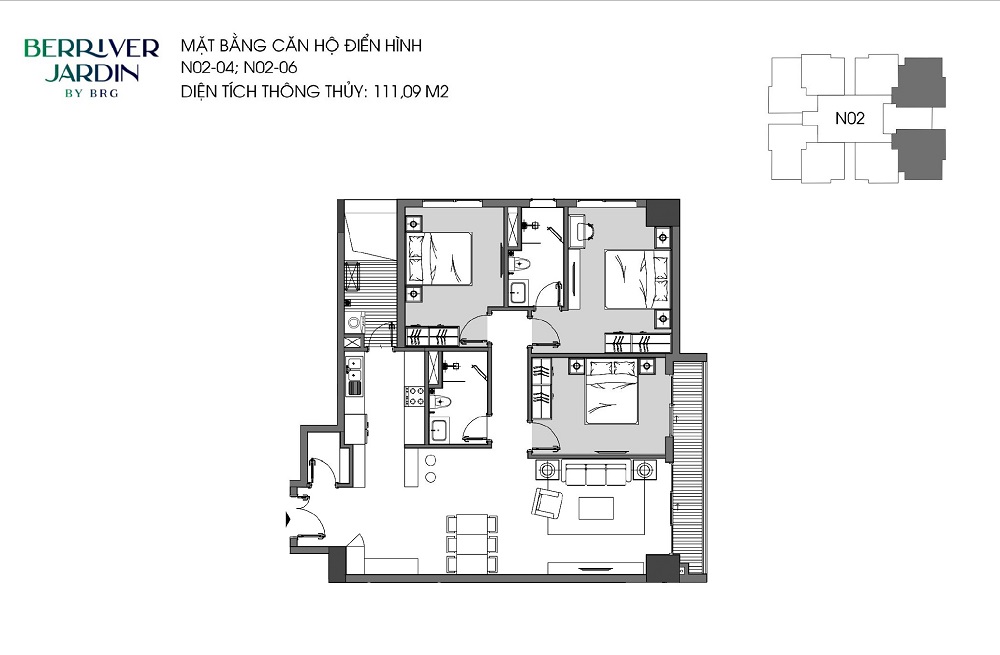 BERRIVER
JARDIN
BY BRG
MẶT BẰNG CĂN HỘ ĐIỂN HÌNH
N02-04; N02-06
DIỆN TÍCH THÔNG THỦY: 111,09 M2
N02